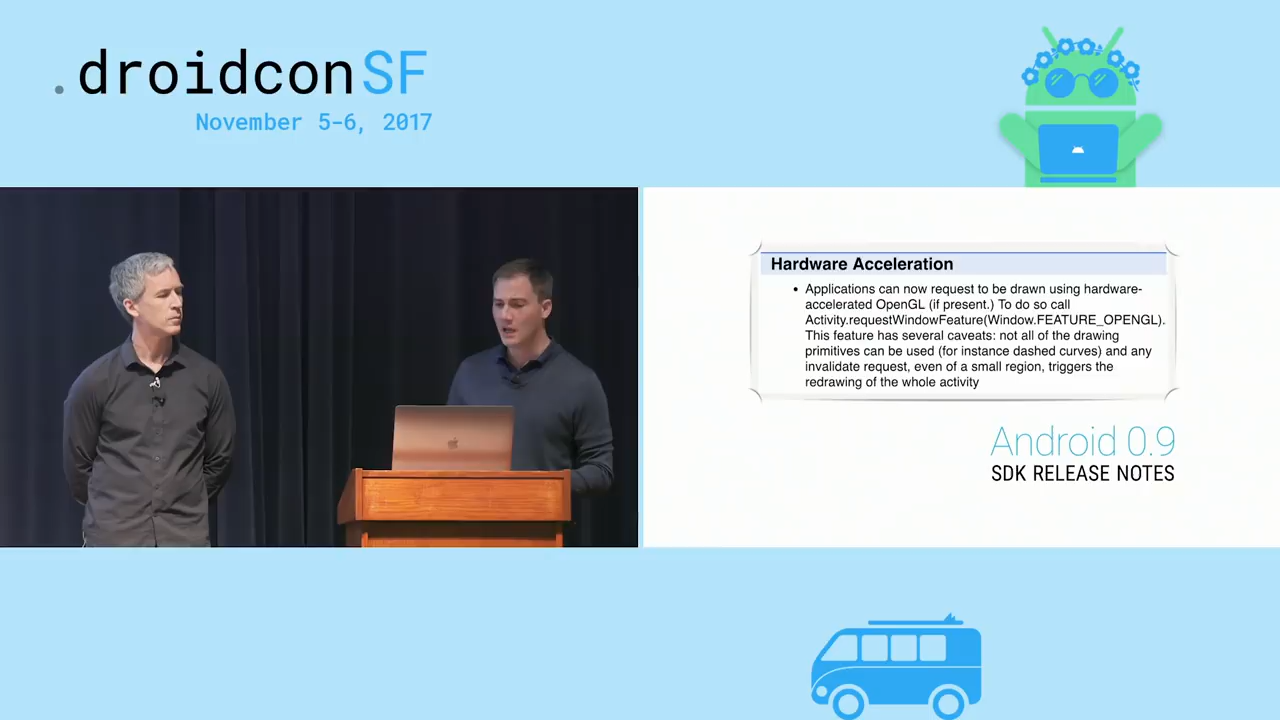 .droidconSF
November 5-6, 2017
Hardware Acceleration
• Applications can now request to be drawn using hardware-
accelerated OpenGL (if present.) To do so call
Activity.requestWindowFeature(Window.FEATURE_OPENGL).
This feature has several caveats: not all of the drawing
primitives can be used (for instance dashed curves) and any
invalidate request, even of a small region, triggers the
redrawing of the whole activity
Android 0.9
SDK RELEASE NOTES